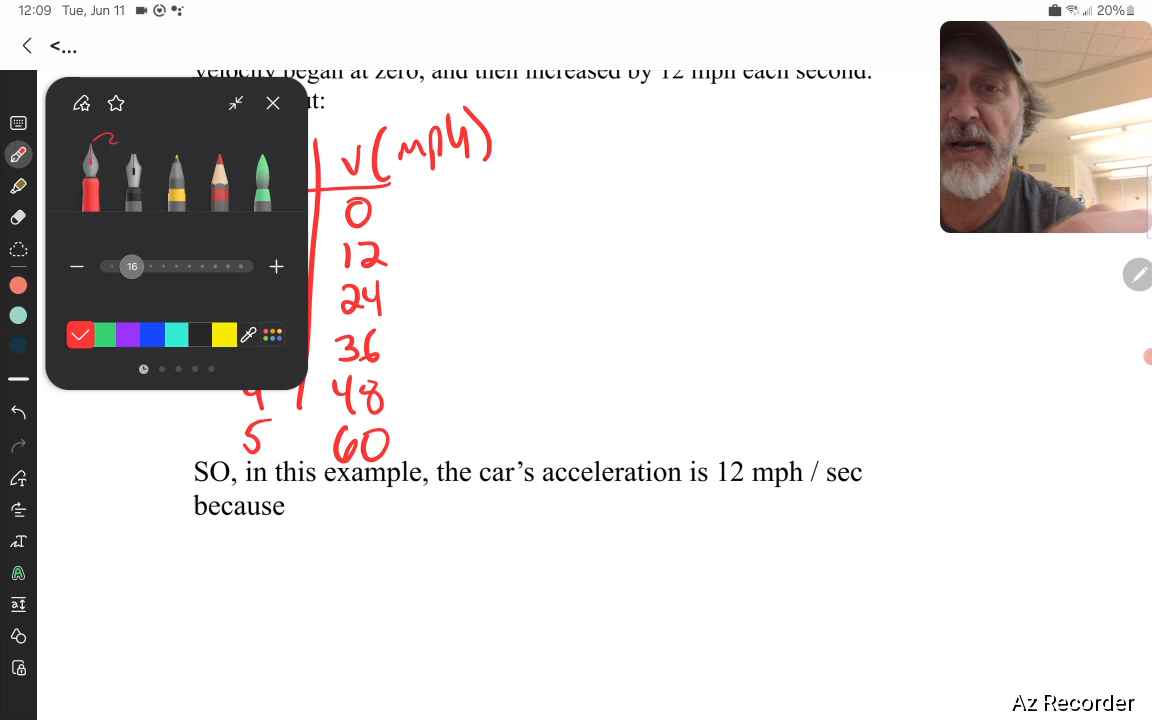 12:09 Tue, Jun 11 20%
<...
velocity began at zero, and then increased by 12 mph each second.
t:
v(mph)
0
12
24
16
36
4 48
5 60
SO, in this example, the car’s acceleration is 12 mph / sec
because
Az Recorder